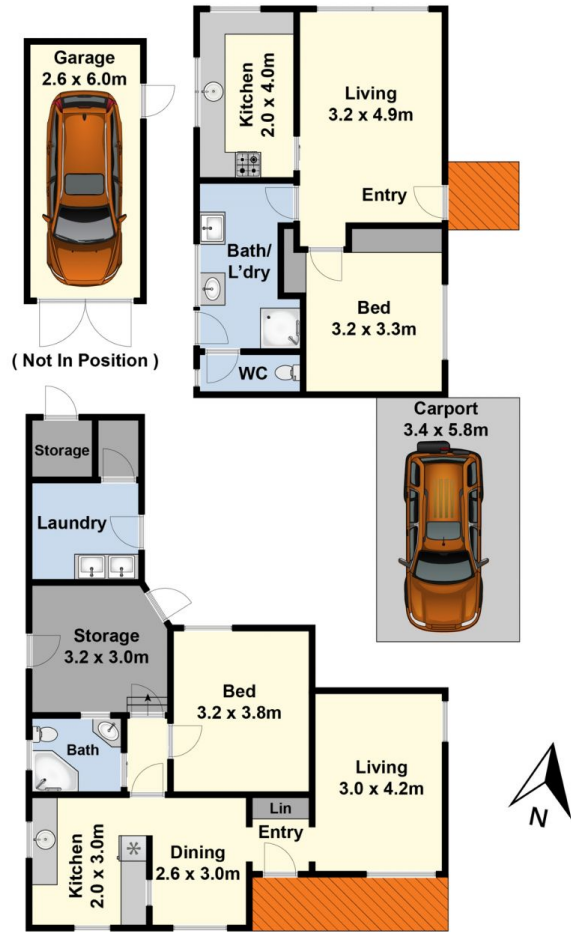 Garage
2.6 x 6.0m
( Not In Position )
Kitchen
2.0 x 4.0m
Living
3.2 x 4.9m
Entry
Bath/
L'dry
Bed
3.2 x 3.3m
WC
Carport
3.4 x 5.8m
Storage
Laundry
Storage
3.2 x 3.0m
Bed
3.2 x 3.8m
Bath
Living
3.0 x 4.2m
Lin
Entry
Kitchen
2.0 x 3.0m
Dining
2.6 x 3.0m
N